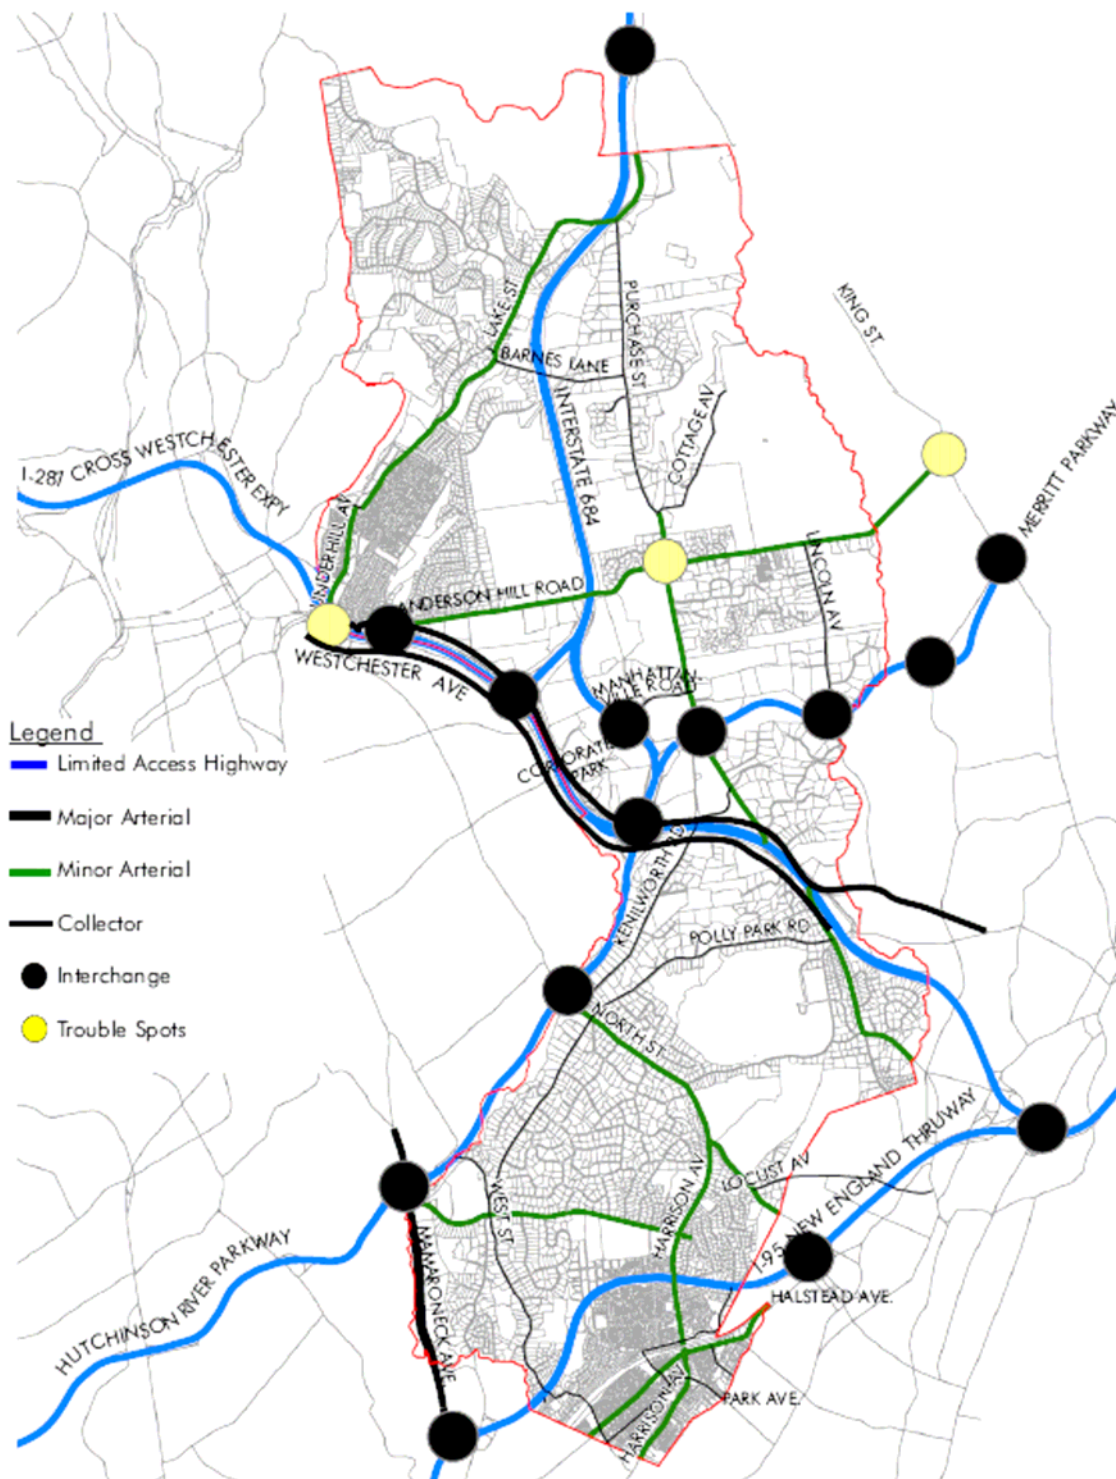 KING ST
LAKE ST
PURCHASE ST
BARNES LANE
INTERSTATE 684
COTTAGE AV
MERRITT PARKWAY
I-287 CROSS WESTCHESTER EXPY
UNDERHILL AV
LINCOLN AV
ANDERSON HILL ROAD
WESTCHESTER AVE
MANHATTAN
VILLE ROAD
CORPORATE
PARK
Legend
Limited Access Highway
Major Arterial
Minor Arterial
Collector
Interchange
Trouble Spots
KENILWORTH RD
POLLY PARK RD
NORTH ST
LOCUST AV
HARRISON AV
WEST ST
I-95 NEW ENGLAND THRUWAY
HUTCHINSON RIVER PARKWAY
MAMARONECK AVE.
HALSTEAD AVE.
PARK AVE.
HARRISON AV